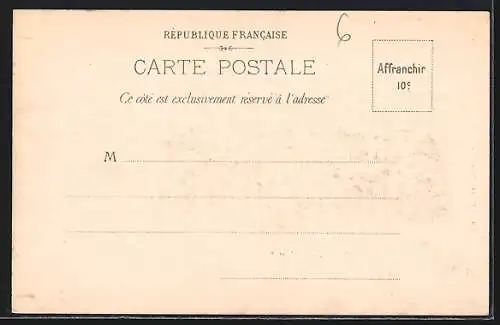 RÉPUBLIQUE FRANÇAISE
6
CARTE POSTALE
Affranchir
10c
Ce côté est exclusivement réservé à l'adresse
M